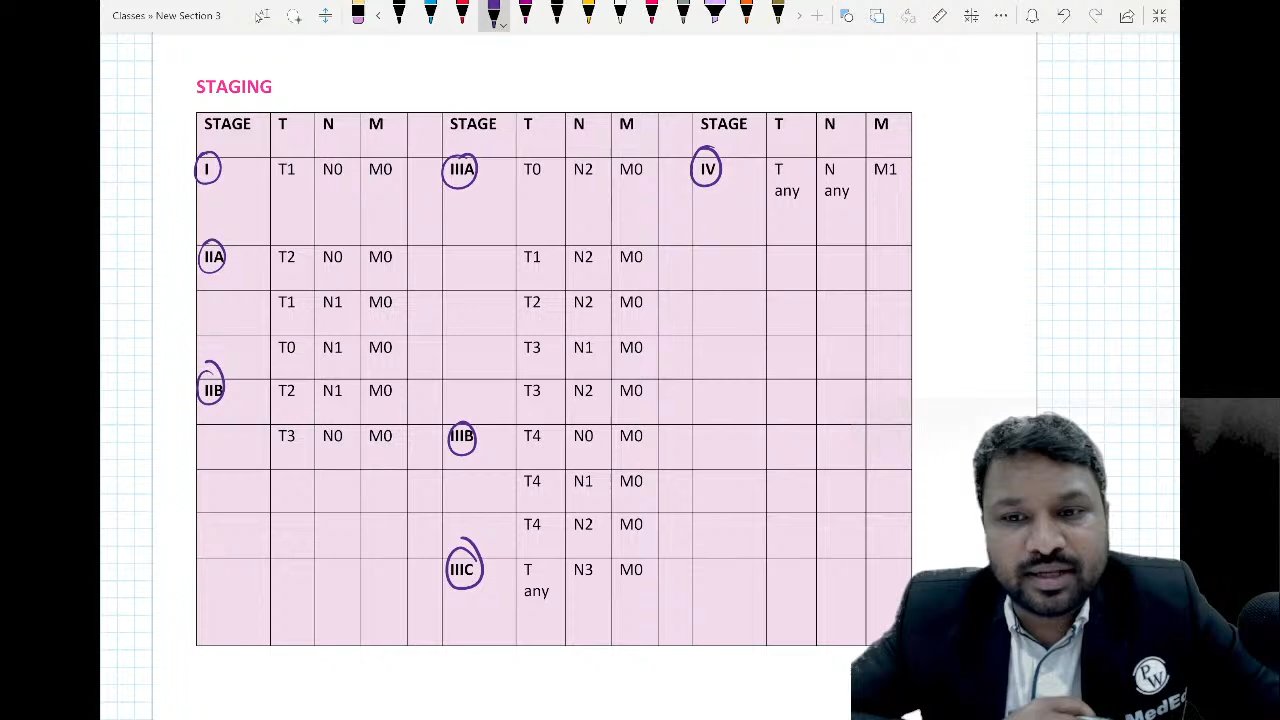 Classes » New Section 3
STAGING
STAGE T N M STAGE T N M STAGE T N M
I T1 N0 M0 IIIA T0 N2 M0 IV T any N any M1
IIA T2 N0 M0 T1 N2 M0
T1 N1 M0 T2 N2 M0
T0 N1 M0 T3 N1 M0
IIB T2 N1 M0 T3 N2 M0
T3 N0 M0 IIIB T4 N0 M0
T4 N1 M0
T4 N2 M0
IIIC T any N3 M0
PW
MedEd